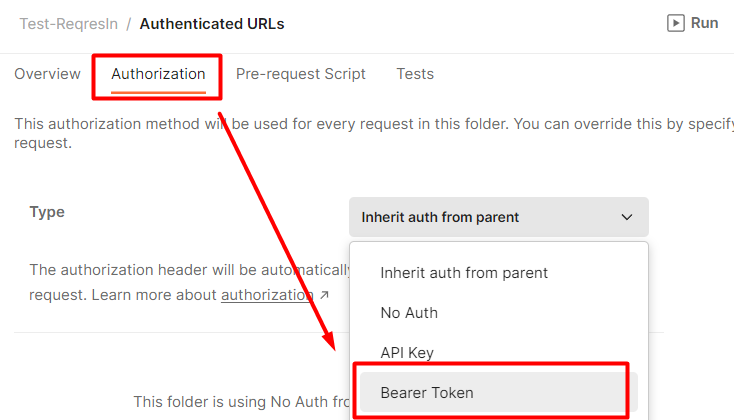 Test-ReqresIn / Authenticated URLs
Run
Overview Authorization Pre-request Script Tests
This authorization method will be used for every request in this folder. You can override this by specify
request.
Type
Inherit auth from parent
The authorization header will be automatically
request. Learn more about authorization ↗
Inherit auth from parent
No Auth
API Key
Bearer Token
This folder is using No Auth fro